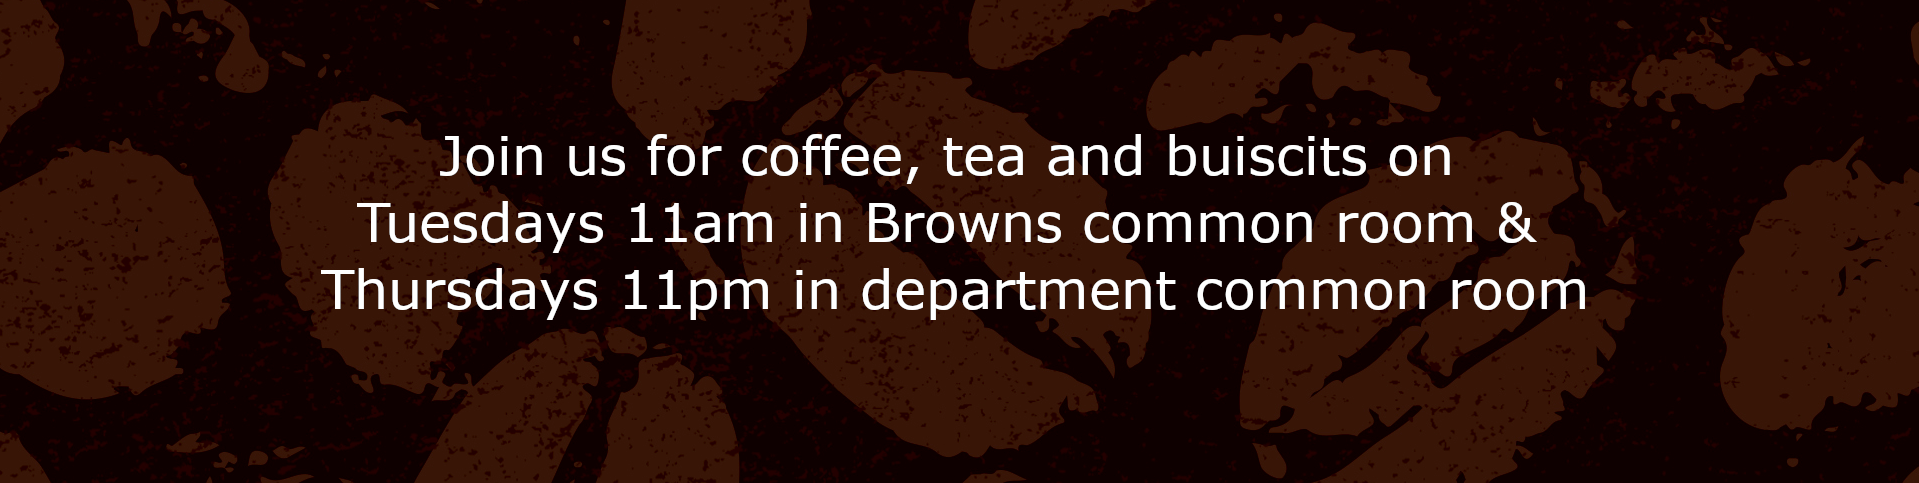 Join us for coffee, tea and buiscits on
Tuesdays 11am in Browns common room &
Thursdays 11pm in department common room